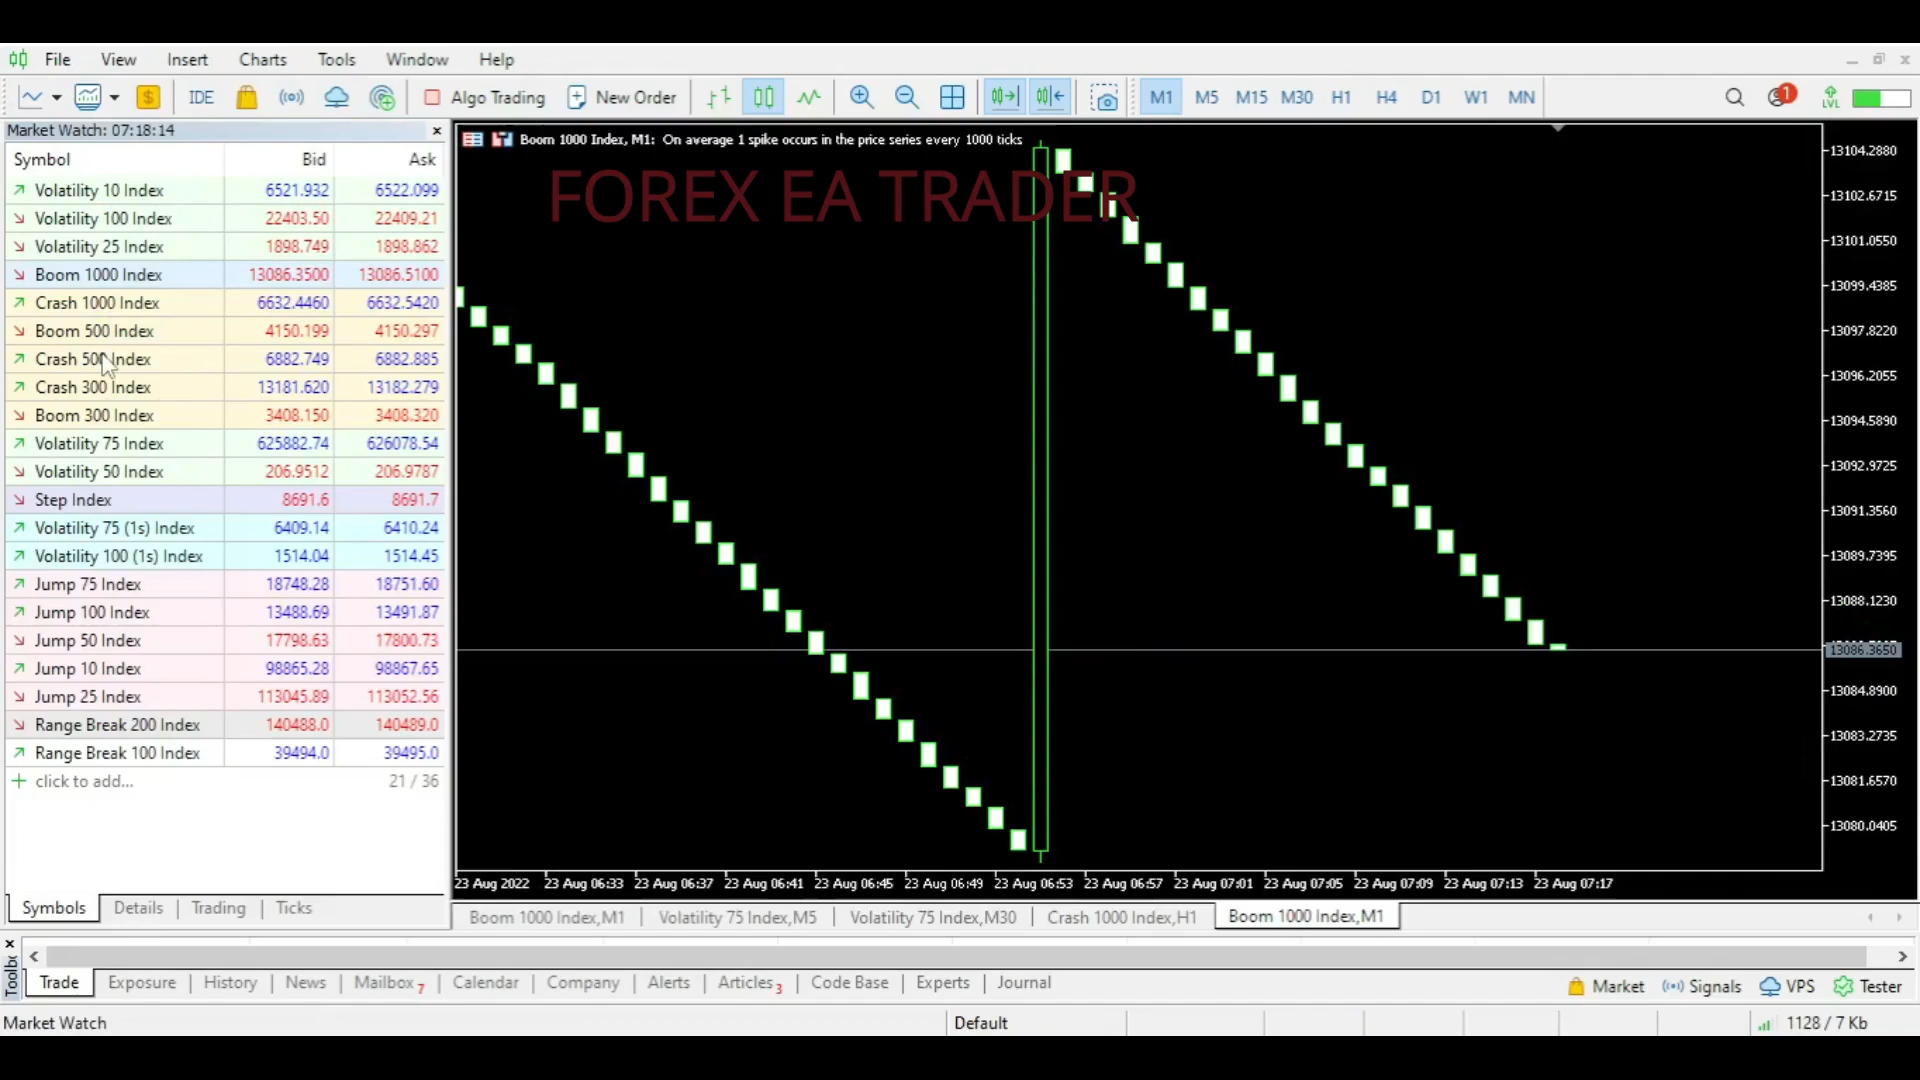 File View Insert Charts Tools Window Help
IDE Algo Trading New Order M1 M5 M15 M30 H1 H4 D1 W1 MN 1 LVL
Market Watch: 07:18:14
Symbol Bid Ask
Volatility 10 Index 6521.932 6522.099
Volatility 100 Index 22403.50 22409.21
Volatility 25 Index 1898.749 1898.862
Boom 1000 Index 13086.3500 13086.5100
Crash 1000 Index 6632.4460 6632.5420
Boom 500 Index 4150.199 4150.297
Crash 500 Index 6882.749 6882.885
Crash 300 Index 13181.620 13182.279
Boom 300 Index 3408.150 3408.320
Volatility 75 Index 625882.74 626078.54
Volatility 50 Index 206.9512 206.9787
Step Index 8691.6 8691.7
Volatility 75 (1s) Index 6409.14 6410.24
Volatility 100 (1s) Index 1514.04 1514.45
Jump 75 Index 18748.28 18751.60
Jump 100 Index 13488.69 13491.87
Jump 50 Index 17798.63 17800.73
Jump 10 Index 98865.28 98867.65
Jump 25 Index 113045.89 113052.56
Range Break 200 Index 140488.0 140489.0
Range Break 100 Index 39494.0 39495.0
click to add... 21 / 36
Symbols Details Trading Ticks
Boom 1000 Index, M1: On average 1 spike occurs in the price series every 1000 ticks
FOREX EA TRADER
13104.2880
13102.6715
13101.0550
13099.4385
13097.8220
13096.2055
13094.5890
13092.9725
13091.3560
13089.7395
13088.1230
13086.3650
13084.8900
13083.2735
13081.6570
13080.0405
23 Aug 2022 23 Aug 06:33 23 Aug 06:37 23 Aug 06:41 23 Aug 06:45 23 Aug 06:49 23 Aug 06:53 23 Aug 06:57 23 Aug 07:01 23 Aug 07:05 23 Aug 07:09 23 Aug 07:13 23 Aug 07:17
Boom 1000 Index,M1 Volatility 75 Index,M5 Volatility 75 Index,M30 Crash 1000 Index,H1 Boom 1000 Index,M1
Trade Exposure History News Mailbox 7 Calendar Company Alerts Articles 3 Code Base Experts Journal Market Signals VPS Tester
Market Watch Default 1128 / 7 Kb